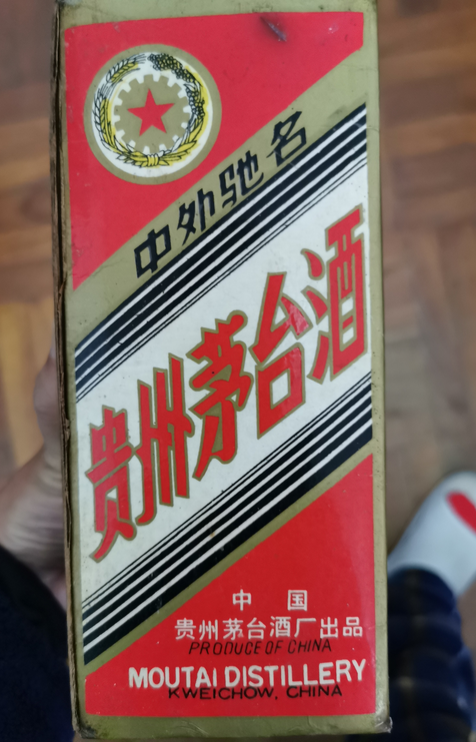 中外驰名
贵州茅台酒
中国
贵州茅台酒厂出品
PRODUCE OF CHINA
MOUTAI DISTILLERY
KWEICHOW, CHINA